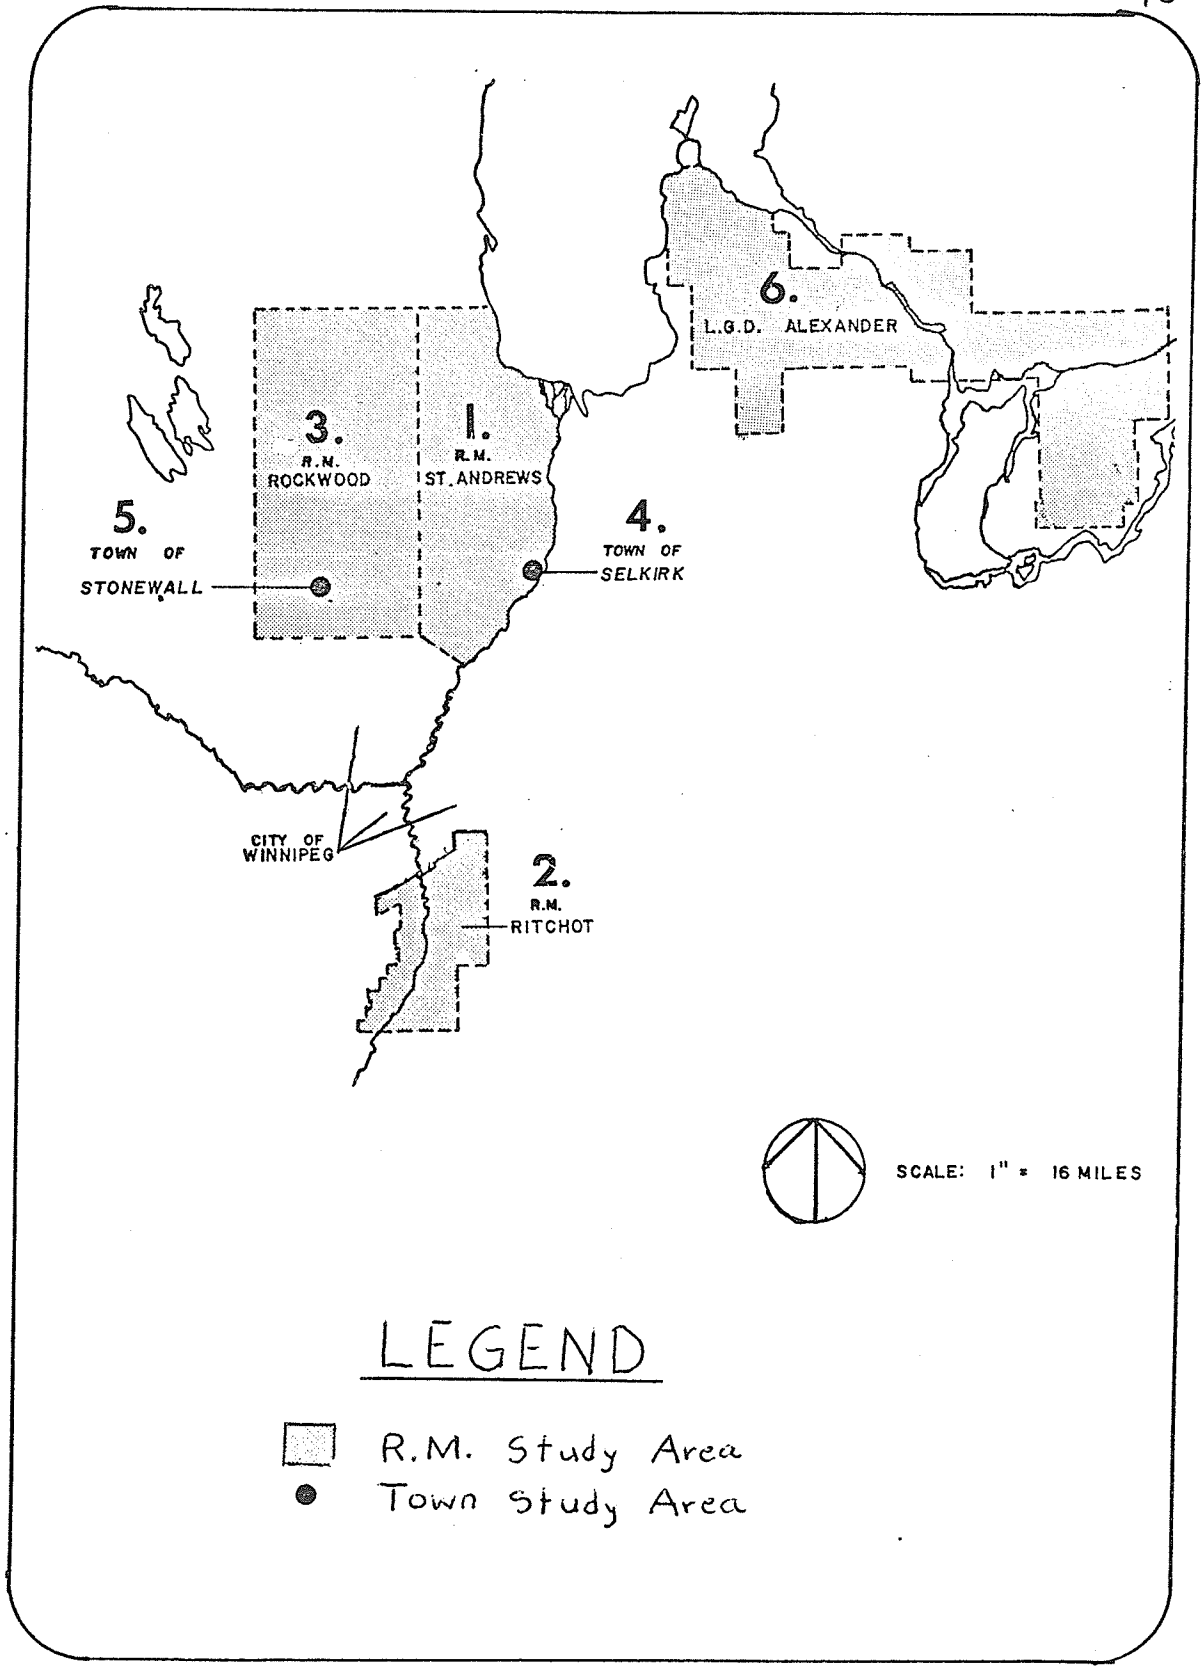 6.
L.G.D. ALEXANDER
3.
R.M.
ROCKWOOD
1.
R.M.
ST. ANDREWS
5.
TOWN OF
STONEWALL
4.
TOWN OF
SELKIRK
CITY OF
WINNIPEG
2.
R.M.
RITCHOT
SCALE: 1" = 16 MILES
LEGEND
R.M. Study Area
Town Study Area